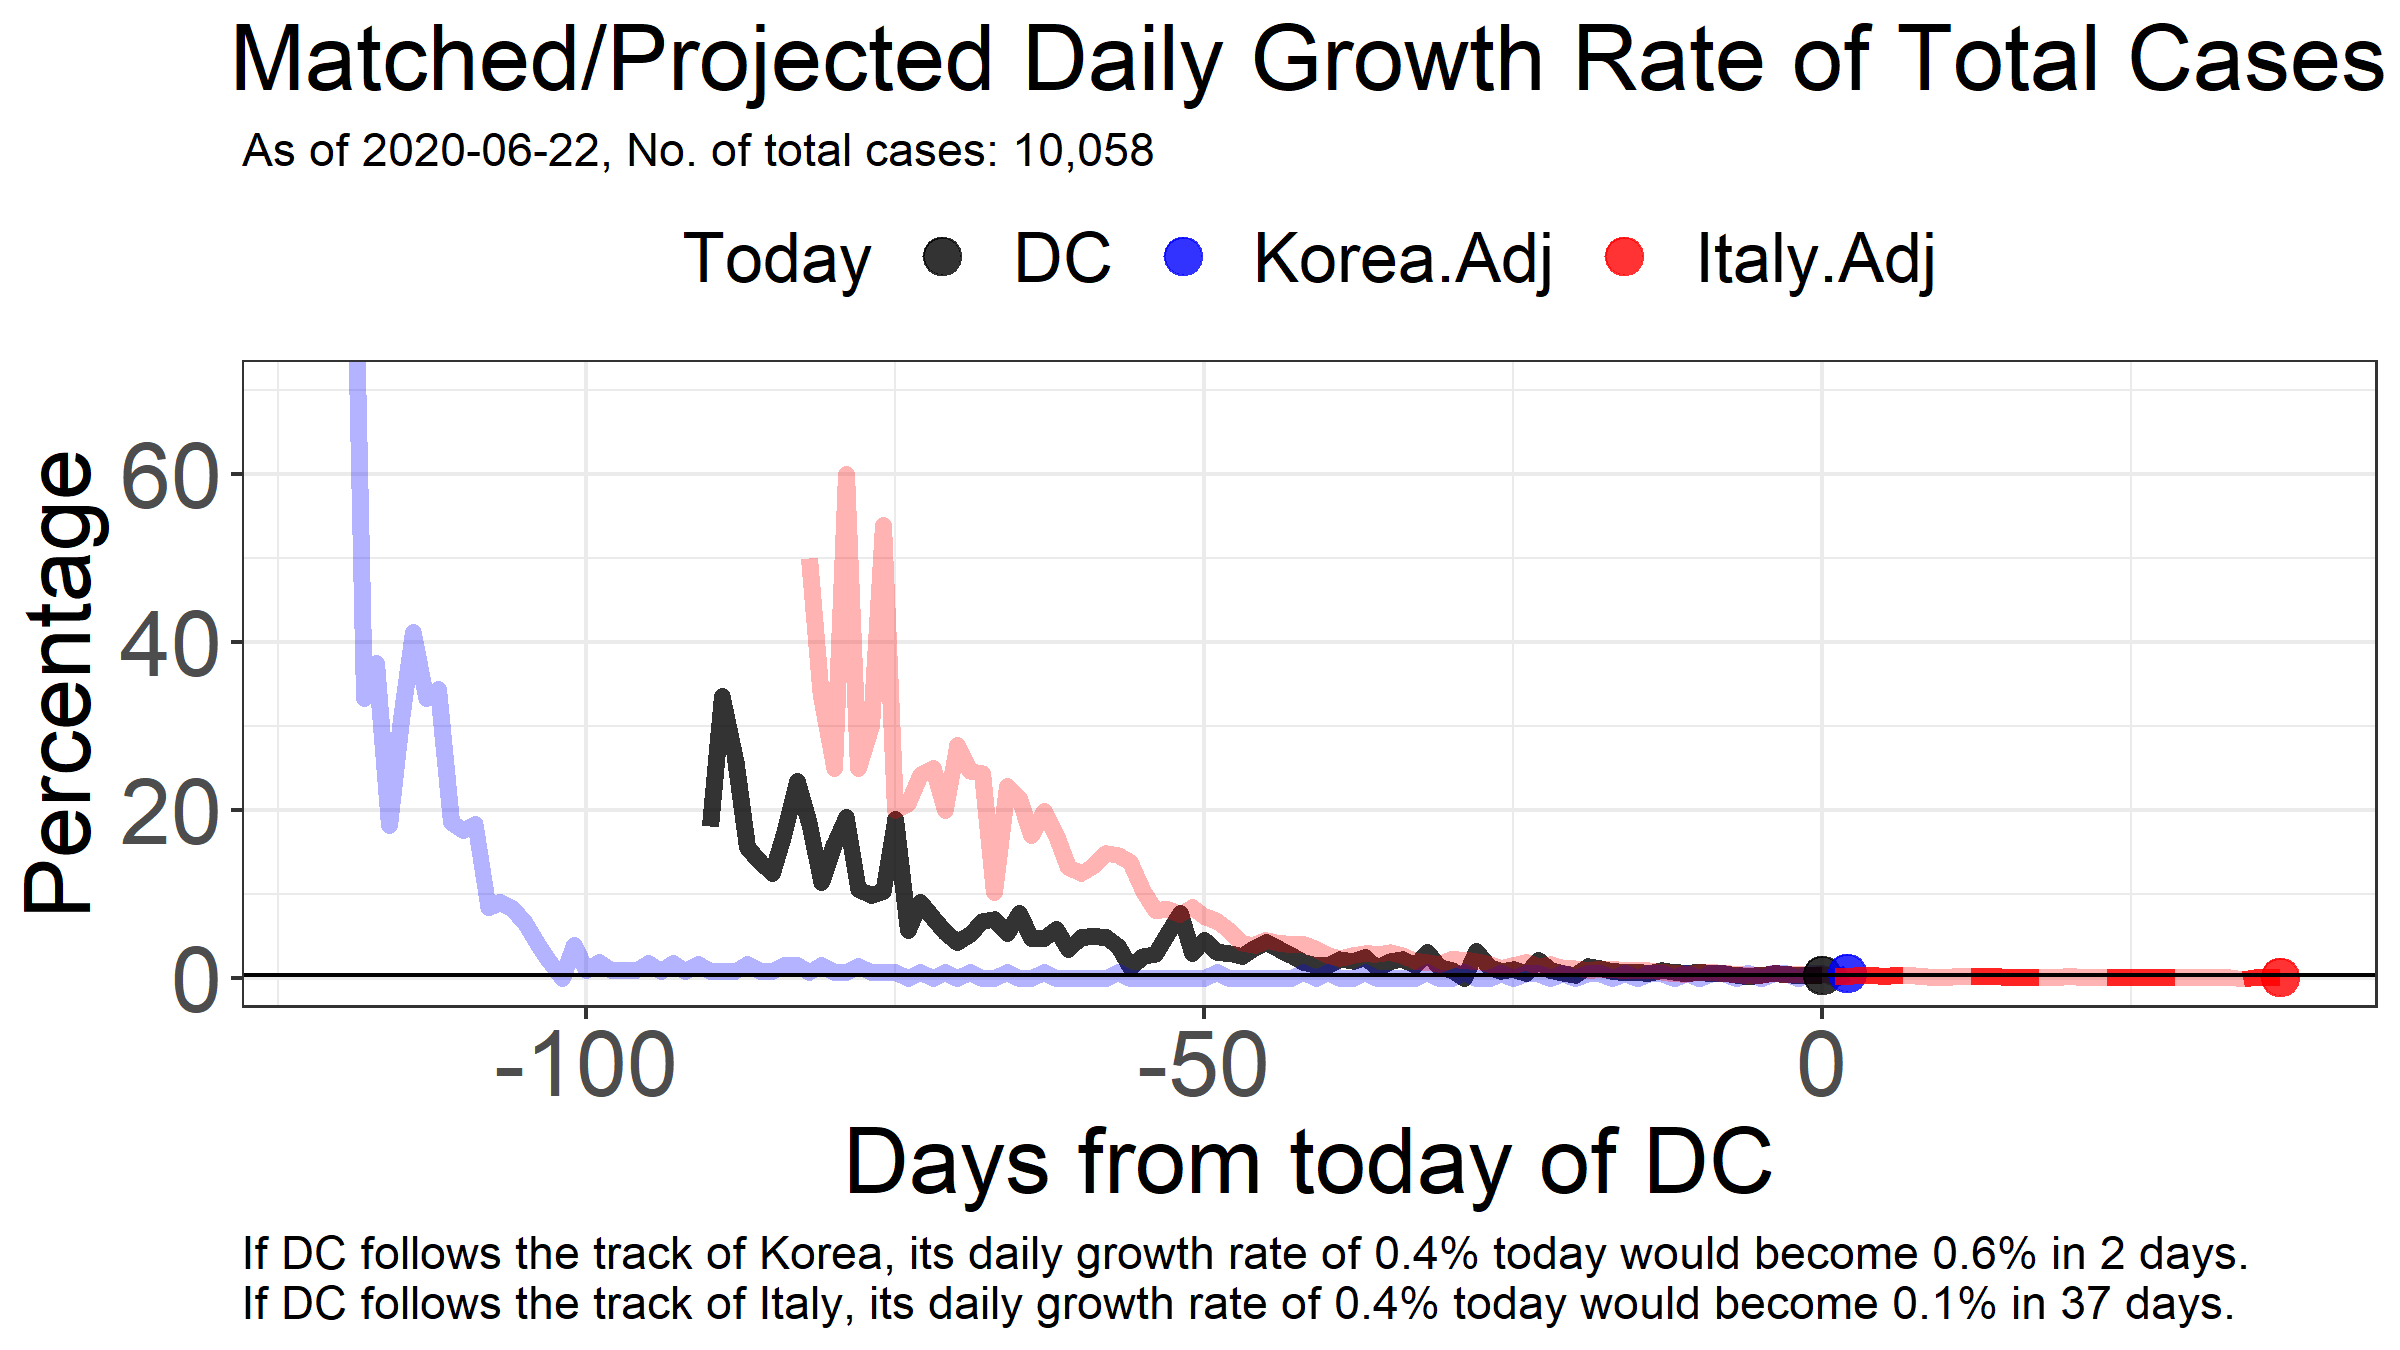 Matched/Projected Daily Growth Rate of Total Cases
As of 2020-06-22, No. of total cases: 10,058
Today DC Korea.Adj Italy.Adj
Percentage
60
40
20
0
-100 -50 0
Days from today of DC
If DC follows the track of Korea, its daily growth rate of 0.4% today would become 0.6% in 2 days.
If DC follows the track of Italy, its daily growth rate of 0.4% today would become 0.1% in 37 days.